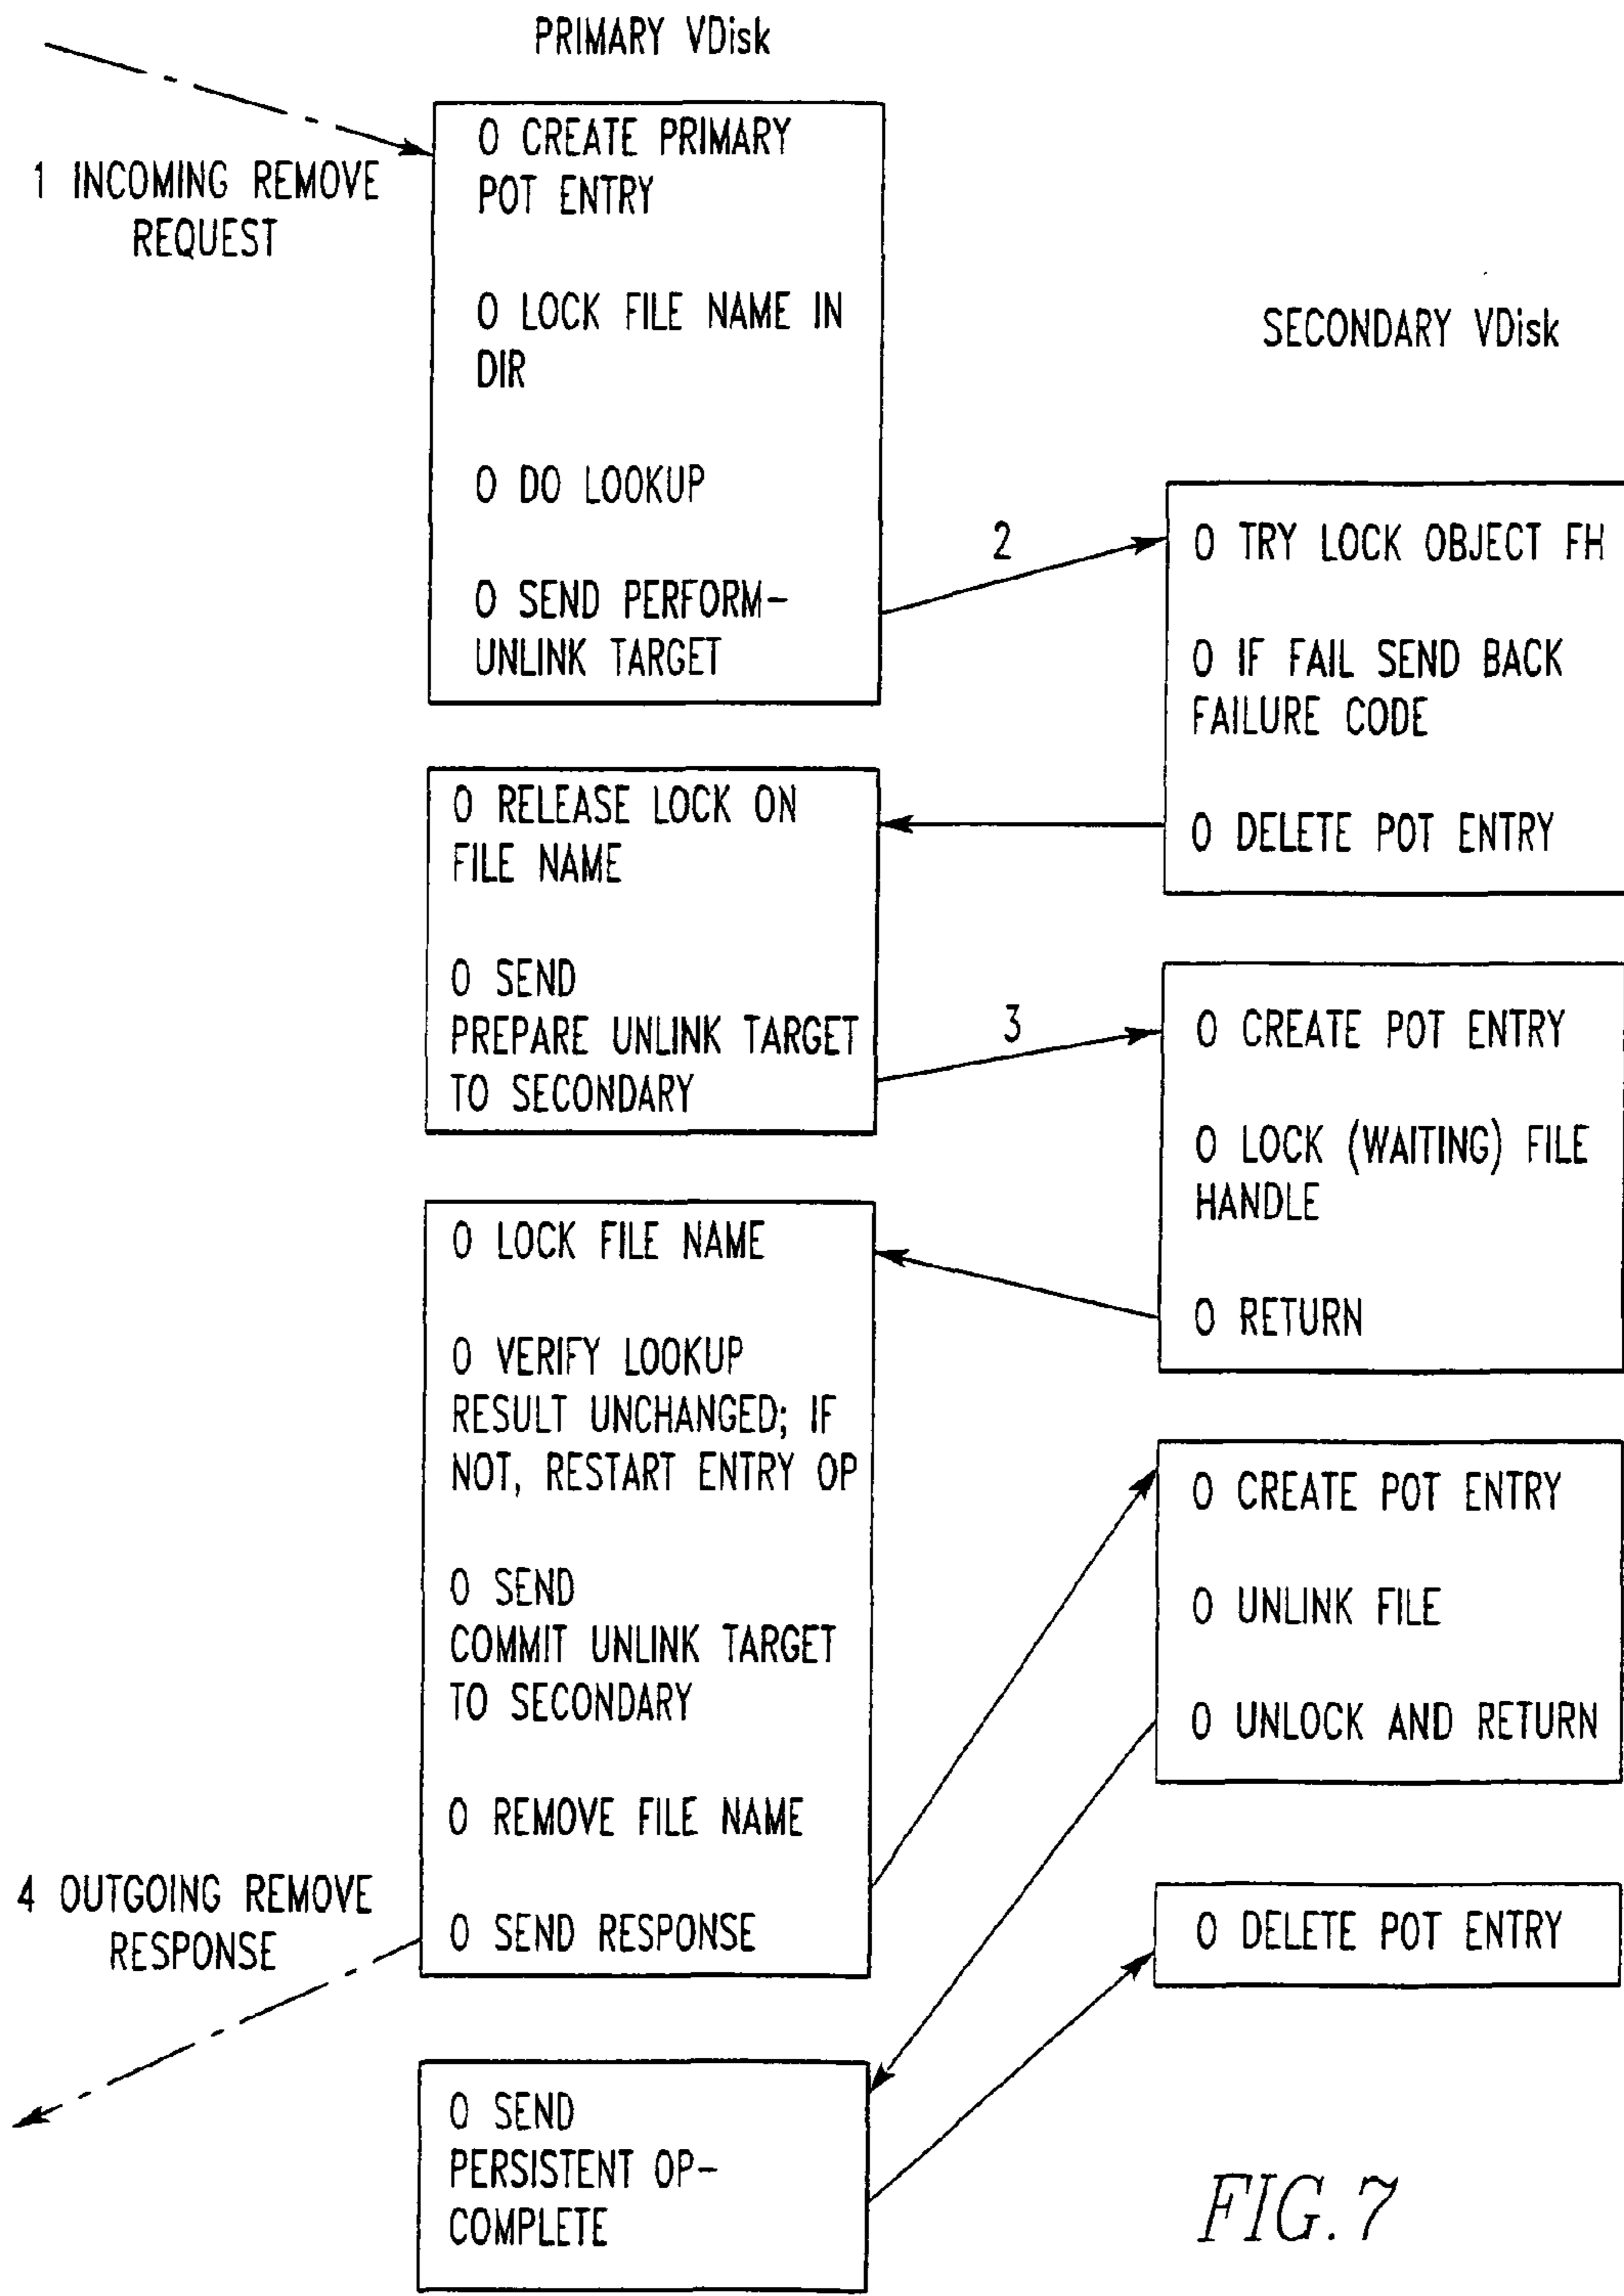 PRIMARY VDisk
1 INCOMING REMOVE
REQUEST
O CREATE PRIMARY
POT ENTRY
O LOCK FILE NAME IN
DIR
O DO LOOKUP
O SEND PERFORM-
UNLINK TARGET
SECONDARY VDisk
2
O TRY LOCK OBJECT FH
O IF FAIL SEND BACK
FAILURE CODE
O DELETE POT ENTRY
O RELEASE LOCK ON
FILE NAME
O SEND
PREPARE UNLINK TARGET
TO SECONDARY
3
O CREATE POT ENTRY
O LOCK (WAITING) FILE
HANDLE
O RETURN
O LOCK FILE NAME
O VERIFY LOOKUP
RESULT UNCHANGED; IF
NOT, RESTART ENTRY OP
O SEND
COMMIT UNLINK TARGET
TO SECONDARY
O REMOVE FILE NAME
O SEND RESPONSE
O CREATE POT ENTRY
O UNLINK FILE
O UNLOCK AND RETURN
4 OUTGOING REMOVE
RESPONSE
O DELETE POT ENTRY
O SEND
PERSISTENT OP-
COMPLETE
FIG. 7